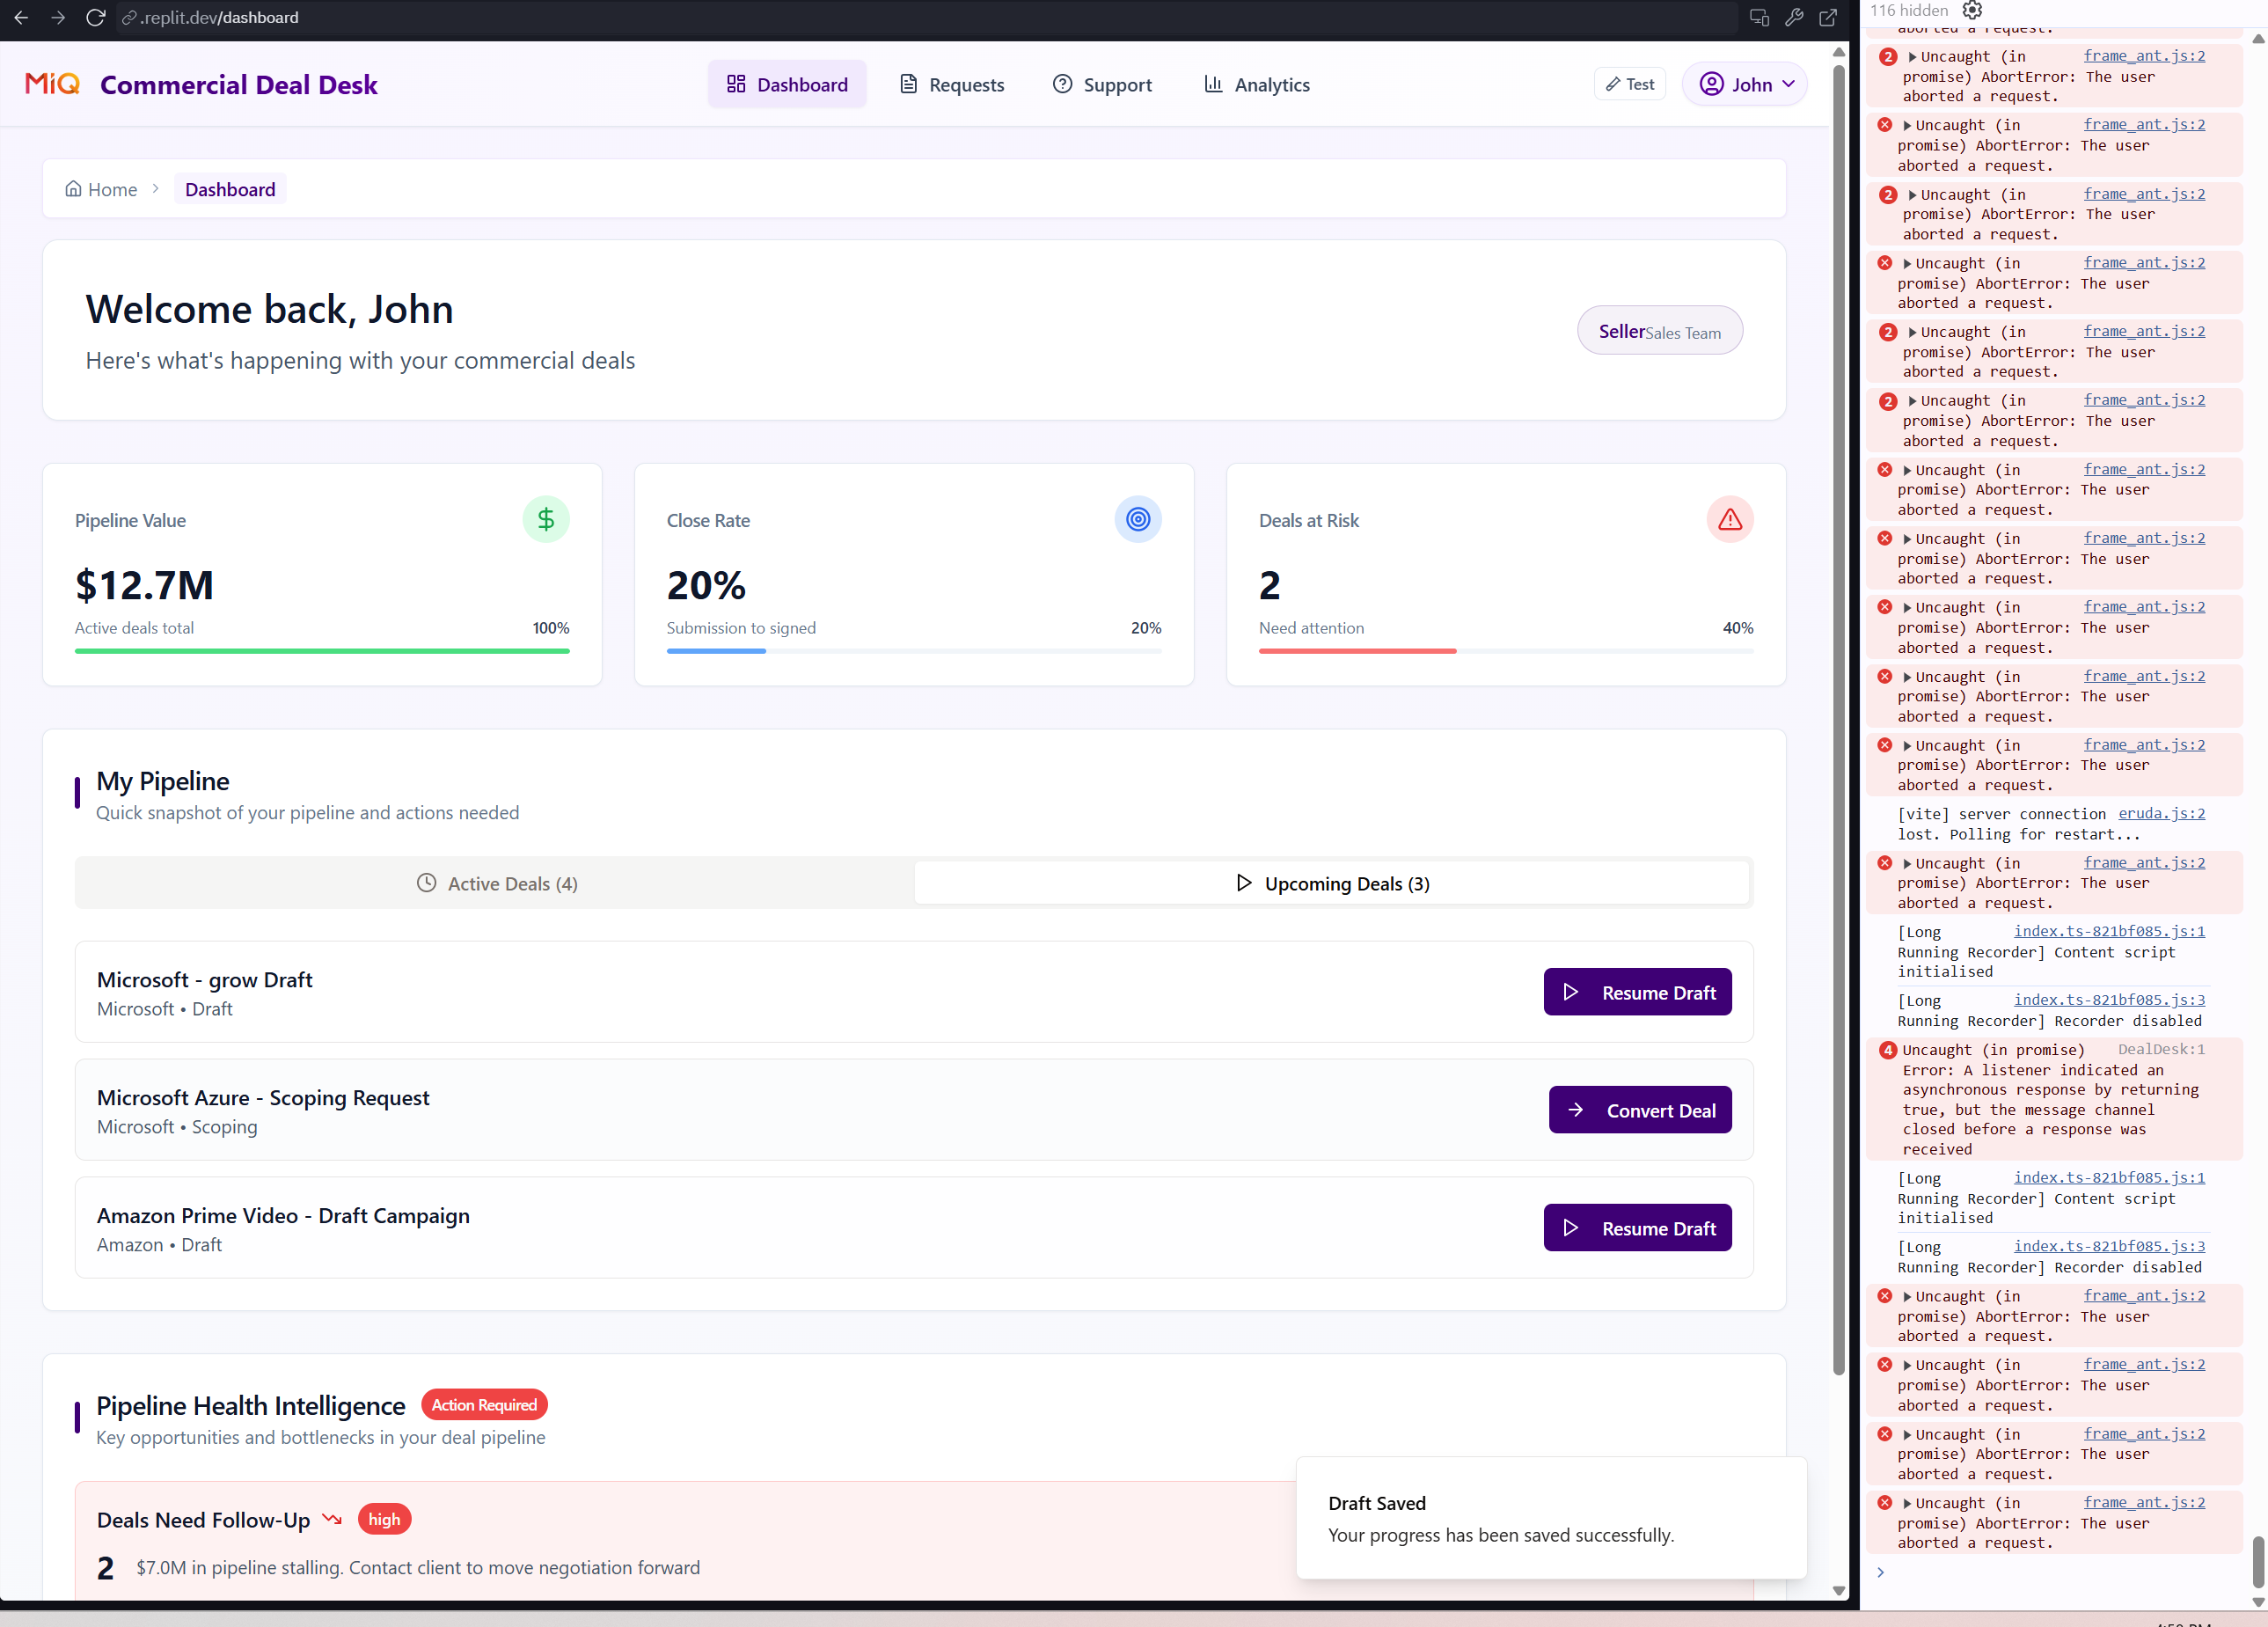 .replit.dev/dashboard
MiQ
Commercial Deal Desk
Dashboard
Requests
Support
Analytics
Test
John
Home
Dashboard
Welcome back, John
Here's what's happening with your commercial deals
SellerSales Team
Pipeline Value
$12.7M
Active deals total
100%
Close Rate
20%
Submission to signed
20%
Deals at Risk
2
Need attention
40%
My Pipeline
Quick snapshot of your pipeline and actions needed
Active Deals (4)
Upcoming Deals (3)
Microsoft - grow Draft
Microsoft • Draft
Resume Draft
Microsoft Azure - Scoping Request
Microsoft • Scoping
Convert Deal
Amazon Prime Video - Draft Campaign
Amazon • Draft
Resume Draft
Pipeline Health Intelligence
Action Required
Key opportunities and bottlenecks in your deal pipeline
Deals Need Follow-Up
high
2
$7.0M in pipeline stalling. Contact client to move negotiation forward
Draft Saved
Your progress has been saved successfully.
116 hidden
aborted a request.
2 Uncaught (in frame_ant.js:2
promise) AbortError: The user
aborted a request.
Uncaught (in frame_ant.js:2
promise) AbortError: The user
aborted a request.
2 Uncaught (in frame_ant.js:2
promise) AbortError: The user
aborted a request.
Uncaught (in frame_ant.js:2
promise) AbortError: The user
aborted a request.
2 Uncaught (in frame_ant.js:2
promise) AbortError: The user
aborted a request.
2 Uncaught (in frame_ant.js:2
promise) AbortError: The user
aborted a request.
Uncaught (in frame_ant.js:2
promise) AbortError: The user
aborted a request.
Uncaught (in frame_ant.js:2
promise) AbortError: The user
aborted a request.
Uncaught (in frame_ant.js:2
promise) AbortError: The user
aborted a request.
Uncaught (in frame_ant.js:2
promise) AbortError: The user
aborted a request.
Uncaught (in frame_ant.js:2
promise) AbortError: The user
aborted a request.
[vite] server connection eruda.js:2
lost. Polling for restart...
Uncaught (in frame_ant.js:2
promise) AbortError: The user
aborted a request.
[Long index.ts-821bf085.js:1
Running Recorder] Content script
initialised
[Long index.ts-821bf085.js:3
Running Recorder] Recorder disabled
4 Uncaught (in promise) DealDesk:1
Error: A listener indicated an
asynchronous response by returning
true, but the message channel
closed before a response was
received
[Long index.ts-821bf085.js:1
Running Recorder] Content script
initialised
[Long index.ts-821bf085.js:3
Running Recorder] Recorder disabled
Uncaught (in frame_ant.js:2
promise) AbortError: The user
aborted a request.
Uncaught (in frame_ant.js:2
promise) AbortError: The user
aborted a request.
Uncaught (in frame_ant.js:2
promise) AbortError: The user
aborted a request.
Uncaught (in frame_ant.js:2
promise) AbortError: The user
aborted a request.